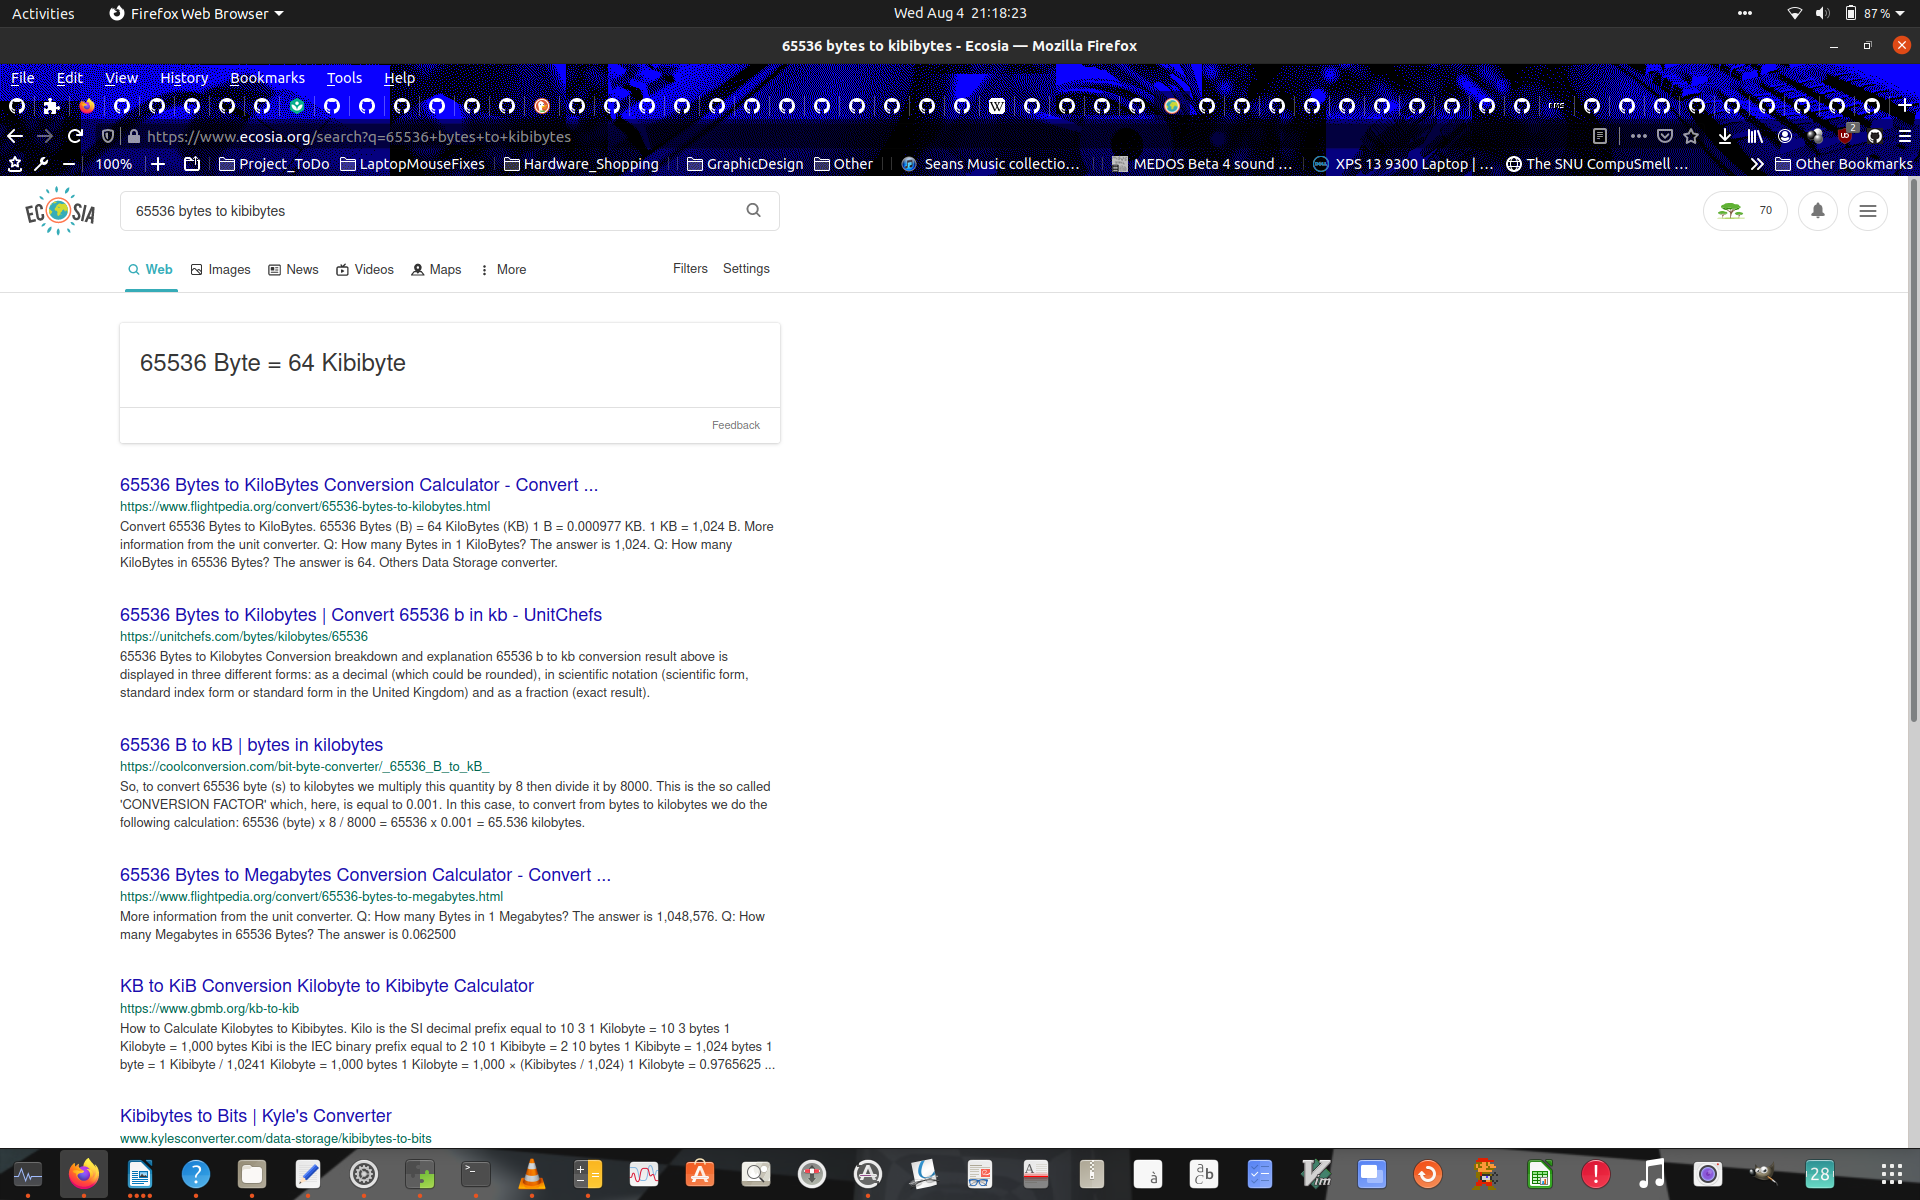 Activities
Firefox Web Browser
Wed Aug 4 21:18:23
87 %
65536 bytes to kibibytes - Ecosia — Mozilla Firefox
File Edit View History Bookmarks Tools Help
https://www.ecosia.org/search?q=65536+bytes+to+kibibytes
2
100%
Project_ToDo
LaptopMouseFixes
Hardware_Shopping
GraphicDesign
Other
Seans Music collectio...
MEDOS Beta 4 sound ...
XPS 13 9300 Laptop | ...
The SNU CompuSmell ...
Other Bookmarks
ECOSIA
65536 bytes to kibibytes
70
Web
Images
News
Videos
Maps
More
Filters
Settings
65536 Byte = 64 Kibibyte
Feedback
65536 Bytes to KiloBytes Conversion Calculator - Convert ...
https://www.flightpedia.org/convert/65536-bytes-to-kilobytes.html
Convert 65536 Bytes to KiloBytes. 65536 Bytes (B) = 64 KiloBytes (KB) 1 B = 0.000977 KB. 1 KB = 1,024 B. More
information from the unit converter. Q: How many Bytes in 1 KiloBytes? The answer is 1,024. Q: How many
KiloBytes in 65536 Bytes? The answer is 64. Others Data Storage converter.
65536 Bytes to Kilobytes | Convert 65536 b in kb - UnitChefs
https://unitchefs.com/bytes/kilobytes/65536
65536 Bytes to Kilobytes Conversion breakdown and explanation 65536 b to kb conversion result above is
displayed in three different forms: as a decimal (which could be rounded), in scientific notation (scientific form,
standard index form or standard form in the United Kingdom) and as a fraction (exact result).
65536 B to kB | bytes in kilobytes
https://coolconversion.com/bit-byte-converter/_65536_B_to_kB_
So, to convert 65536 byte (s) to kilobytes we multiply this quantity by 8 then divide it by 8000. This is the so called
'CONVERSION FACTOR' which, here, is equal to 0.001. In this case, to convert from bytes to kilobytes we do the
following calculation: 65536 (byte) x 8 / 8000 = 65536 x 0.001 = 65.536 kilobytes.
65536 Bytes to Megabytes Conversion Calculator - Convert ...
https://www.flightpedia.org/convert/65536-bytes-to-megabytes.html
More information from the unit converter. Q: How many Bytes in 1 Megabytes? The answer is 1,048,576. Q: How
many Megabytes in 65536 Bytes? The answer is 0.062500
KB to KiB Conversion Kilobyte to Kibibyte Calculator
https://www.gbmb.org/kb-to-kib
How to Calculate Kilobytes to Kibibytes. Kilo is the SI decimal prefix equal to 10 3 1 Kilobyte = 10 3 bytes 1
Kilobyte = 1,000 bytes Kibi is the IEC binary prefix equal to 2 10 1 Kibibyte = 2 10 bytes 1 Kibibyte = 1,024 bytes 1
byte = 1 Kibibyte / 1,0241 Kilobyte = 1,000 bytes 1 Kilobyte = 1,000 × (Kibibytes / 1,024) 1 Kilobyte = 0.9765625 ...
Kibibytes to Bits | Kyle's Converter
www.kylesconverter.com/data-storage/kibibytes-to-bits
28